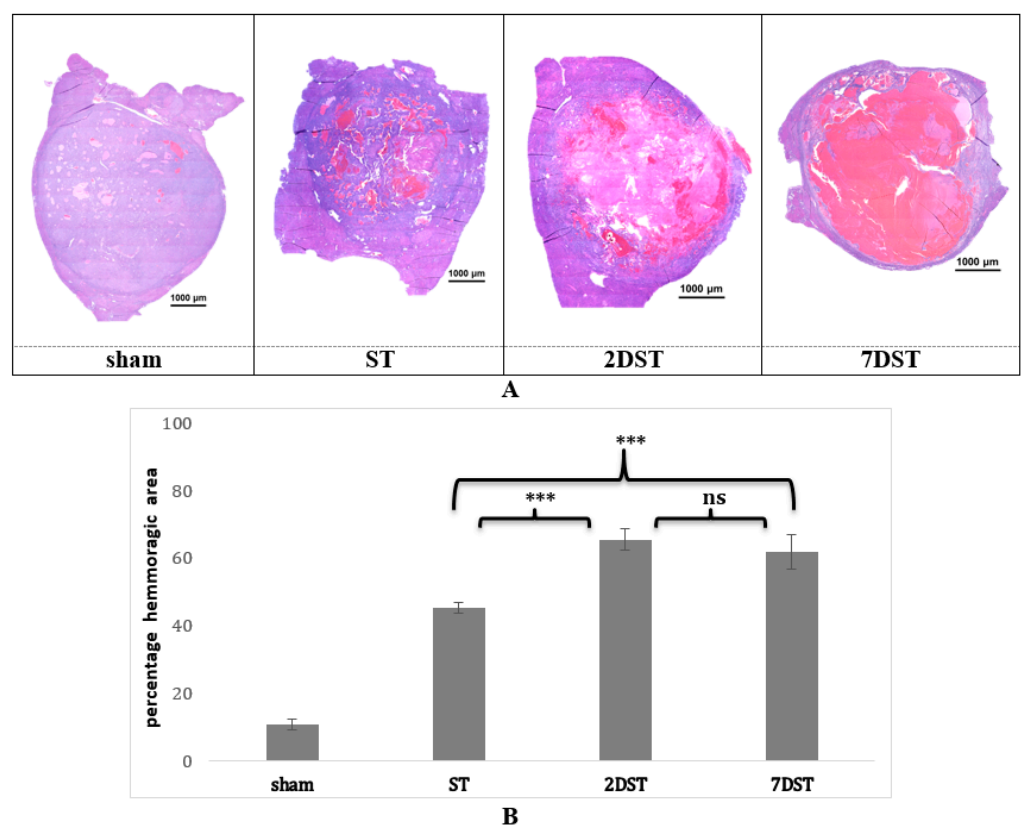 1000 µm
1000 µm
1000 µm
1000 µm
sham ST 2DST 7DST
A
percentage hemmoragic area
100
80
60
40
20
0
***
***
ns
sham ST 2DST 7DST
B